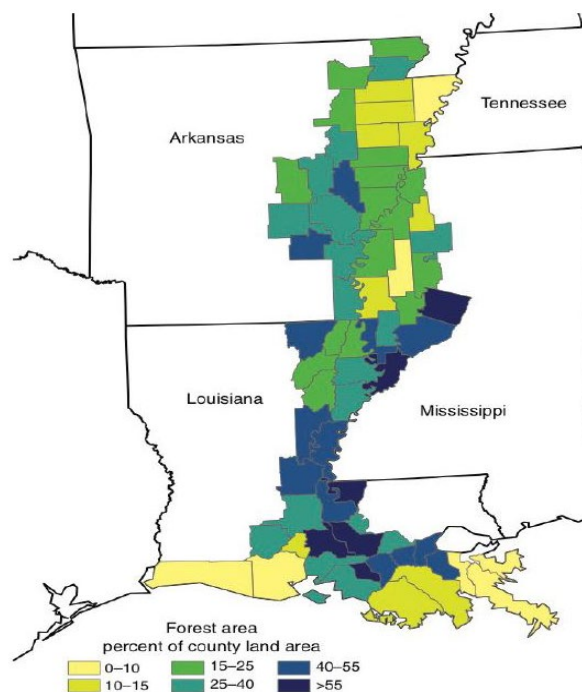 Tennessee
Arkansas
Louisiana
Mississippi
Forest area
percent of county land area
0–10
15–25
40–55
10–15
25–40
>55